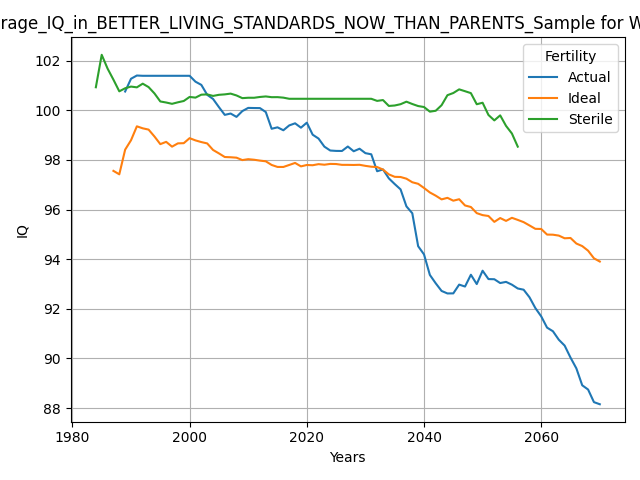 rage_IQ_in_BETTER_LIVING_STANDARDS_NOW_THAN_PARENTS_Sample for W
Fertility
Actual
Ideal
Sterile
102
100
98
96
94
92
90
88
IQ
1980 2000 2020 2040 2060
Years